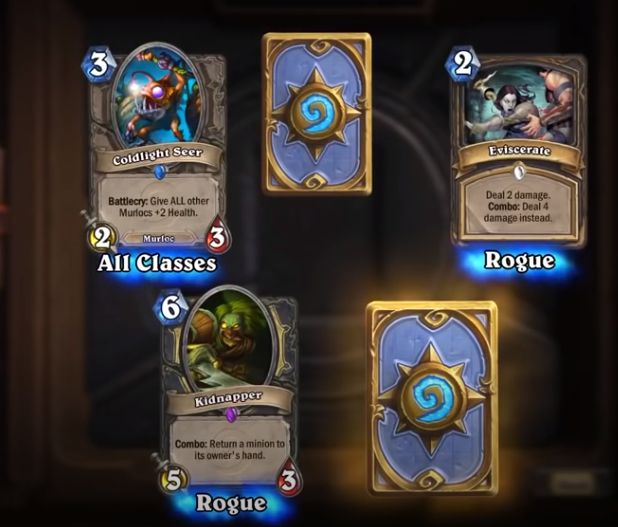 3
Coldlight Seer
Battlecry: Give ALL other
Murlocs +2 Health.
2
Murloc
3
All Classes
2
Eviscerate
Deal 2 damage.
Combo: Deal 4
damage instead.
Rogue
6
Kidnapper
Combo: Return a minion to
its owner's hand.
5
3
Rogue